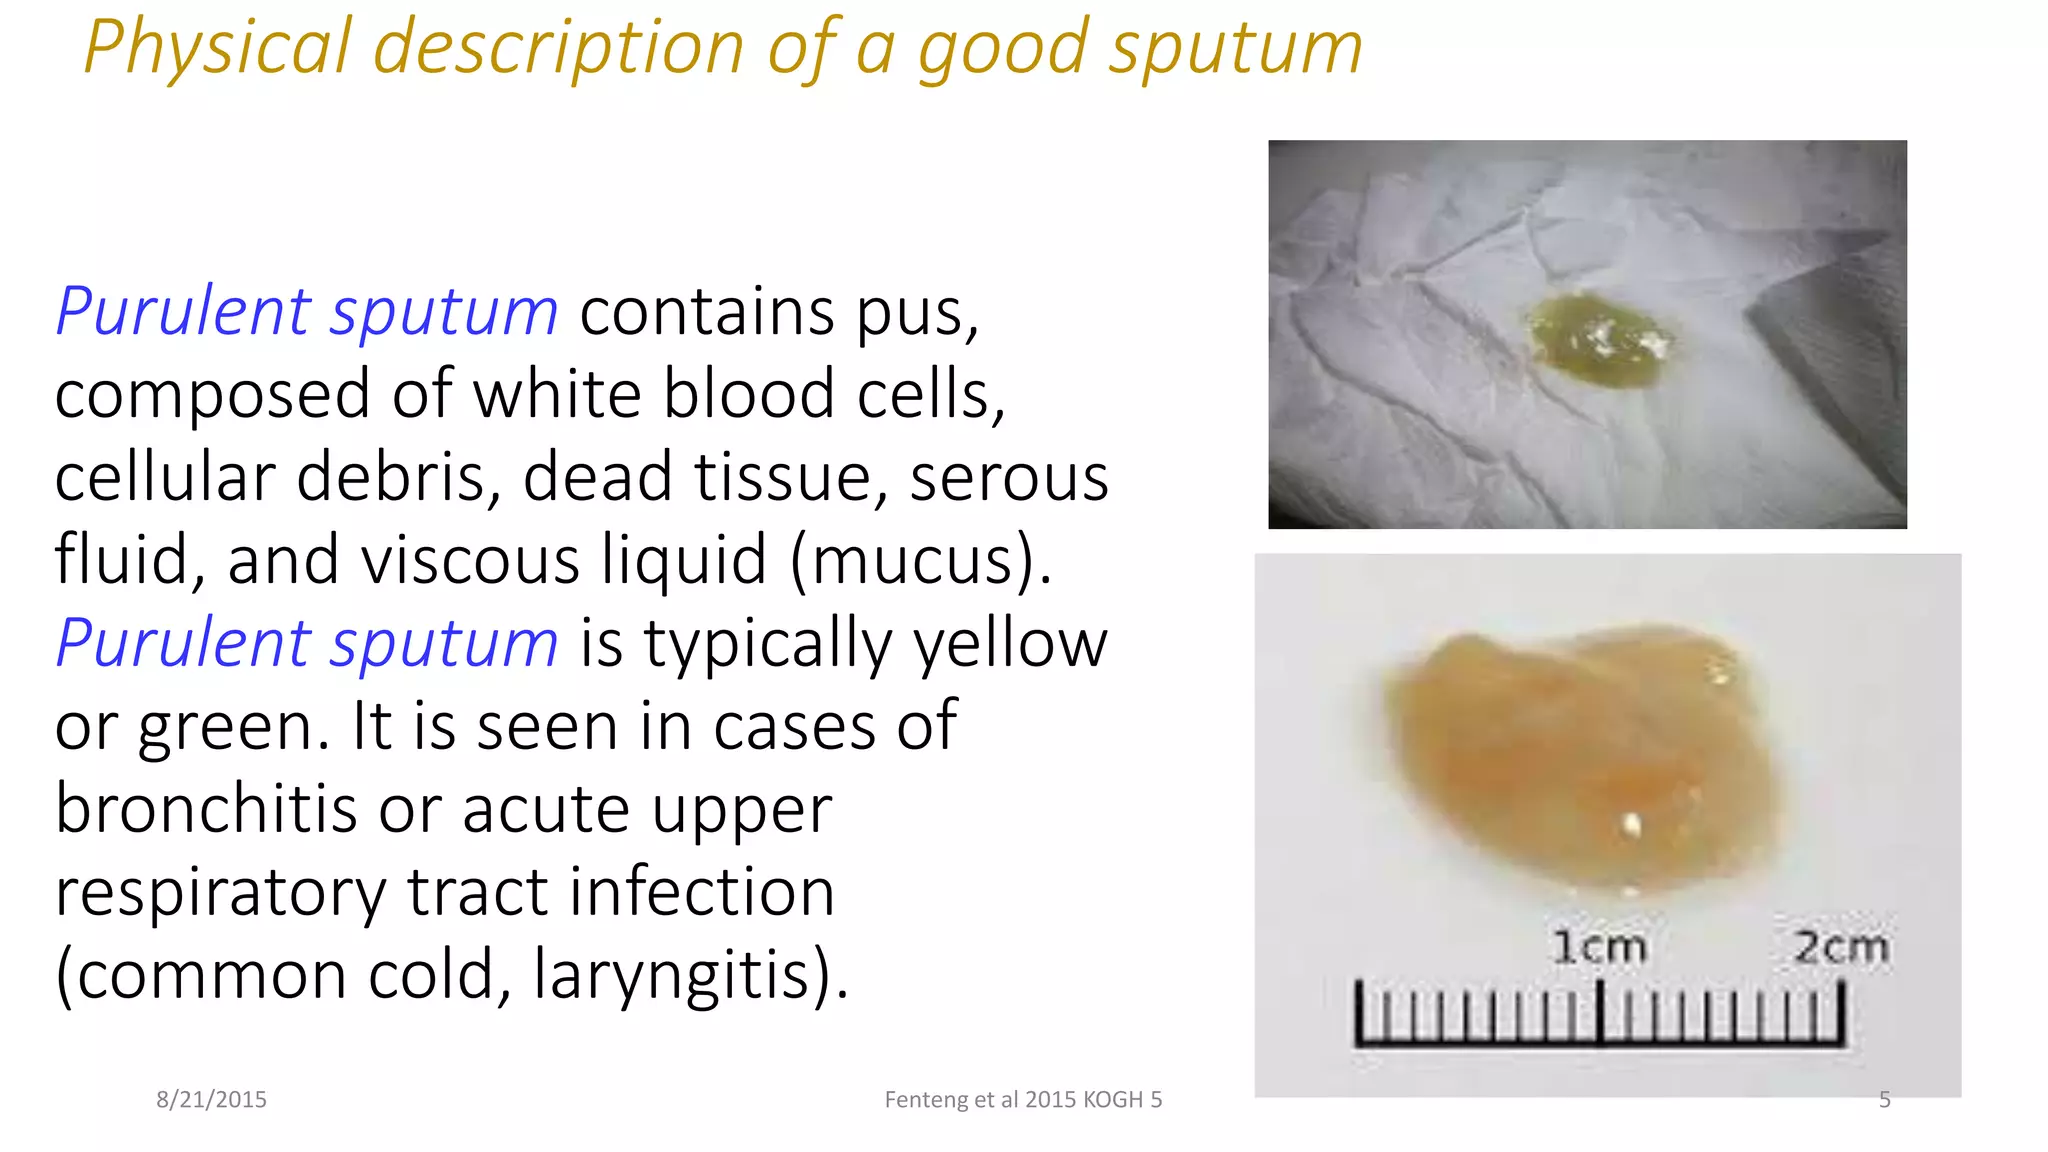 Physical description of a good sputum
Purulent sputum contains pus,
composed of white blood cells,
cellular debris, dead tissue, serous
fluid, and viscous liquid (mucus).
Purulent sputum is typically yellow
or green. It is seen in cases of
bronchitis or acute upper
respiratory tract infection
(common cold, laryngitis).
1cm 2cm
8/21/2015 Fenteng et al 2015 KOGH 5 5